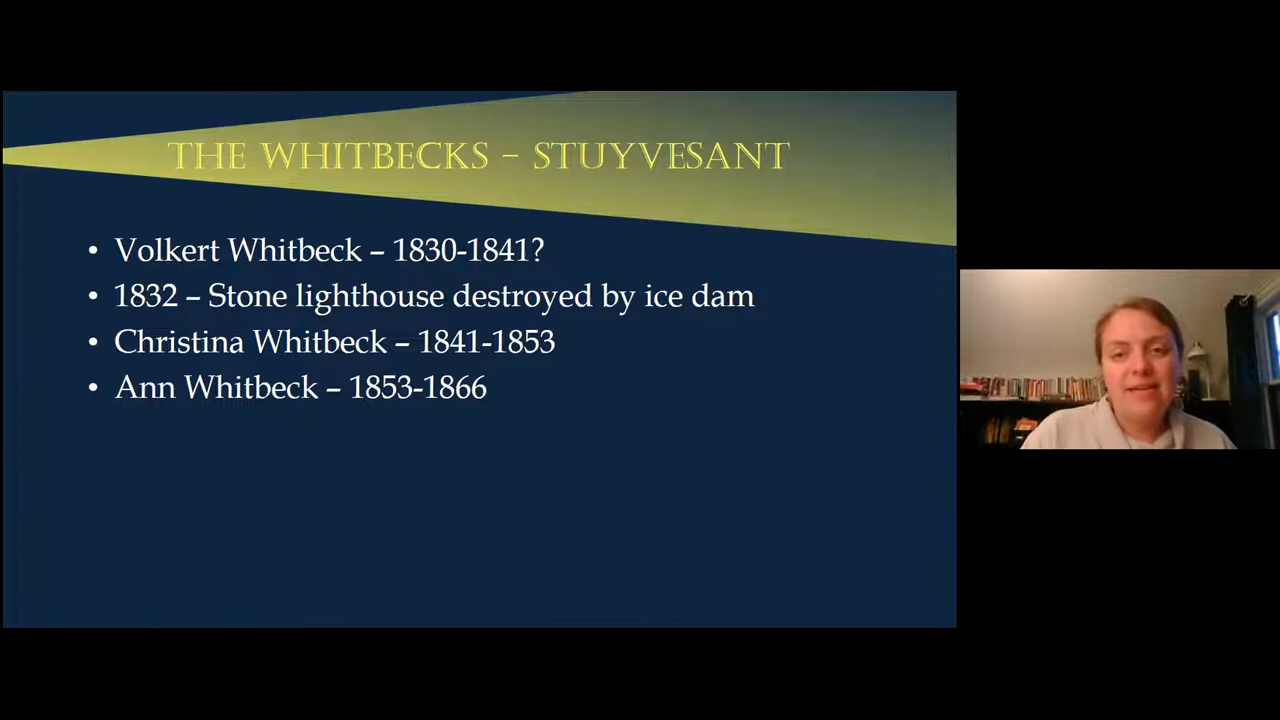 THE WHITBECKS – STUYVESANT
• Volkert Whitbeck – 1830-1841?
• 1832 – Stone lighthouse destroyed by ice dam
• Christina Whitbeck – 1841-1853
• Ann Whitbeck – 1853-1866